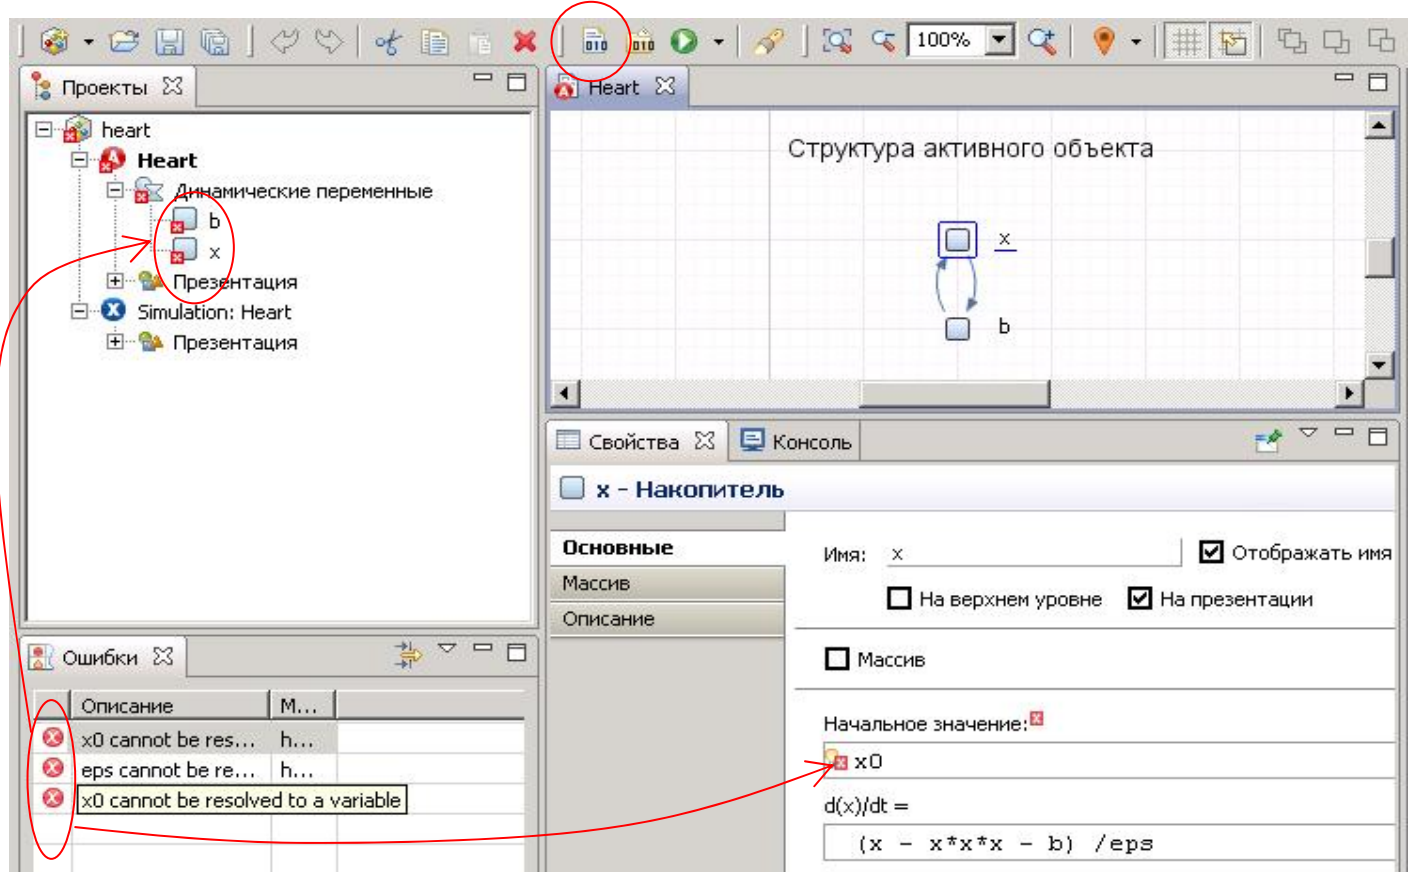 010
010
100%
Проекты
heart
Heart
Динамические переменные
b
x
Презентация
Simulation: Heart
Презентация
Heart
Структура активного объекта
x
b
Ошибки
Описание М...
x0 cannot be res... h...
eps cannot be re... h...
x0 cannot be resolved to a variable
Свойства Консоль
x - Накопитель
Основные
Массив
Описание
Имя: x Отображать имя
На верхнем уровне На презентации
Массив
Начальное значение:
x0
d(x)/dt =
(x - x*x*x - b) /eps